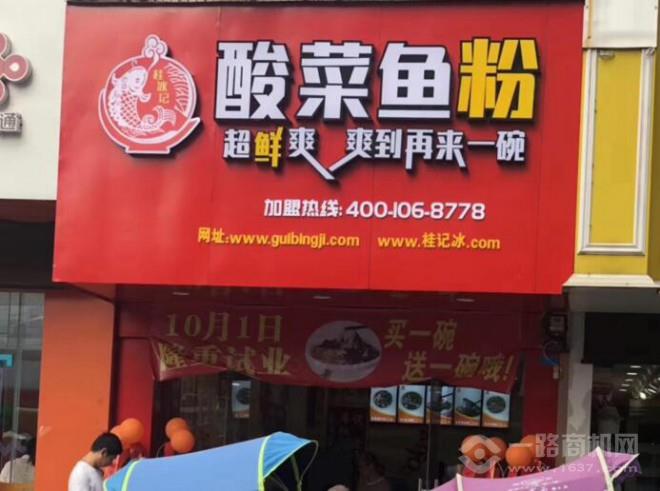 桂冰记
酸菜鱼粉
超鲜爽 爽到再来一碗
加盟热线:400-106-8778
网址:www.guibingji.com www.桂记冰.com
10月1日
隆重试业
买一碗
送一碗哦!
通
一路商机网
www.1637.com